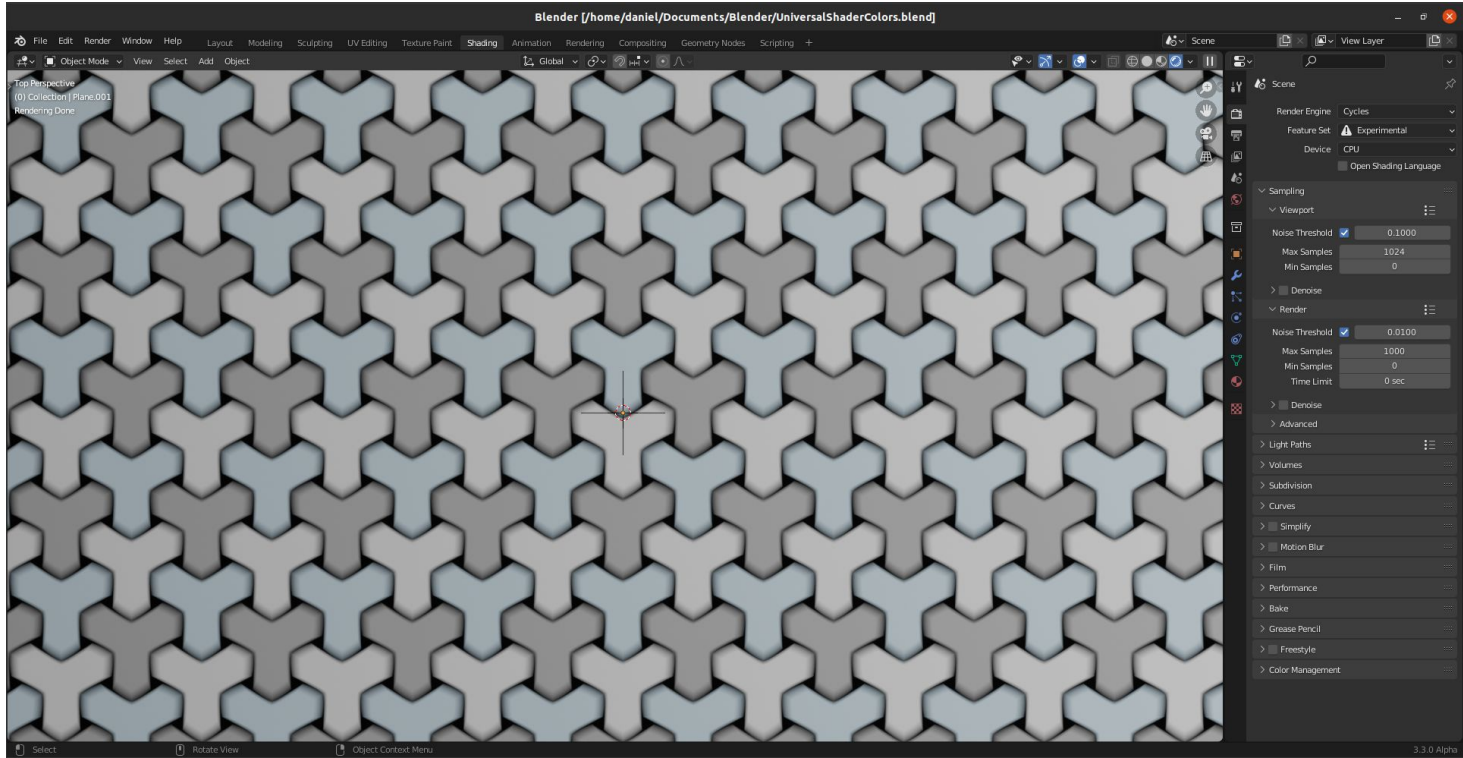 Blender [/home/daniel/Documents/Blender/UniversalShaderColors.blend]
File Edit Render Window Help Layout Modeling Sculpting UV Editing Texture Paint Shading Animation Rendering Compositing Geometry Nodes Scripting + Scene View Layer
Object Mode View Select Add Object Global
Top Perspective
(0) Collection | Plane.001
Rendering Done
Scene
Render Engine Cycles
Feature Set Experimental
Device CPU
Open Shading Language
Sampling
Viewport
Noise Threshold 0.1000
Max Samples 1024
Min Samples 0
Denoise
Render
Noise Threshold 0.0100
Max Samples 1000
Min Samples 0
Time Limit 0 sec
Denoise
Advanced
Light Paths
Volumes
Subdivision
Curves
Simplify
Motion Blur
Film
Performance
Bake
Grease Pencil
Freestyle
Color Management
Select Rotate View Object Context Menu 3.3.0 Alpha